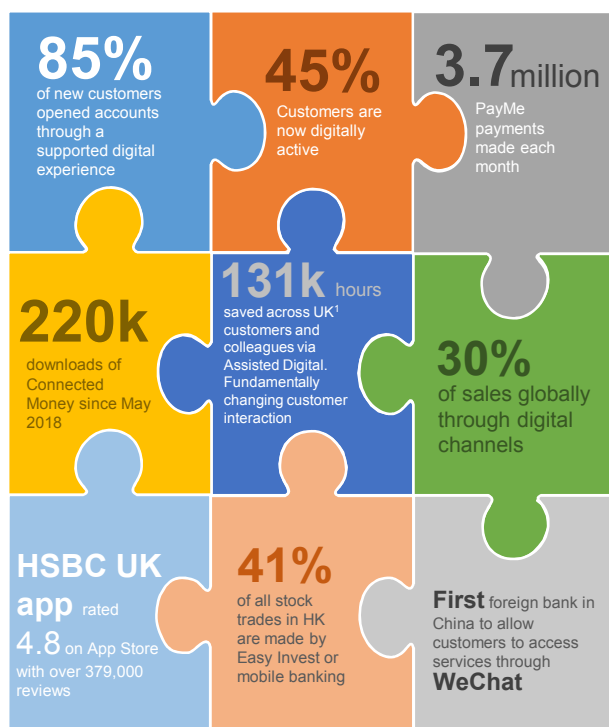 85%
of new customers
opened accounts
through a
supported digital
experience
45%
Customers are
now digitally
active
3.7 million
PayMe
payments
made each
month
220k
downloads of
Connected
Money since May
2018
131k hours
saved across UK¹
customers and
colleagues via
Assisted Digital.
Fundamentally
changing customer
interaction
30%
of sales globally
through digital
channels
HSBC UK
app rated
4.8 on App Store
with over 379,000
reviews
41%
of all stock
trades in HK
are made by
Easy Invest or
mobile banking
First foreign bank in
China to allow
customers to access
services through
WeChat